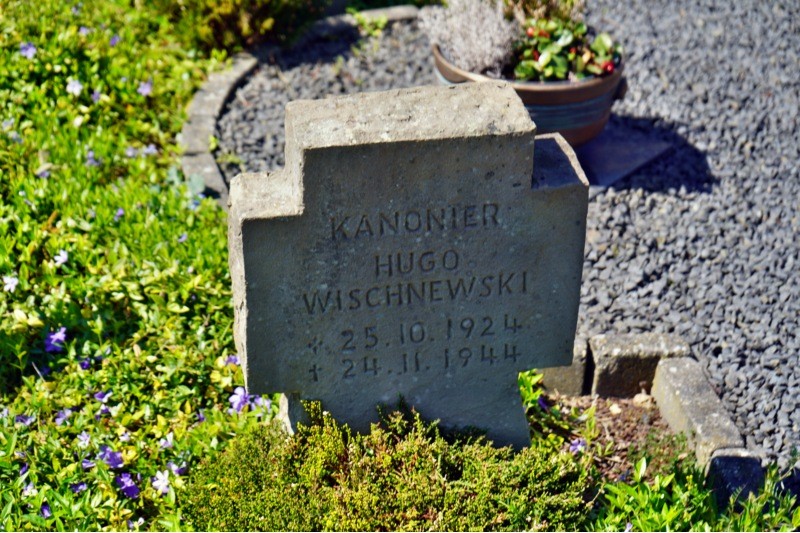 KANONIER
HUGO
WISCHNEWSKI
* 25.10.1924
† 24.11.1944